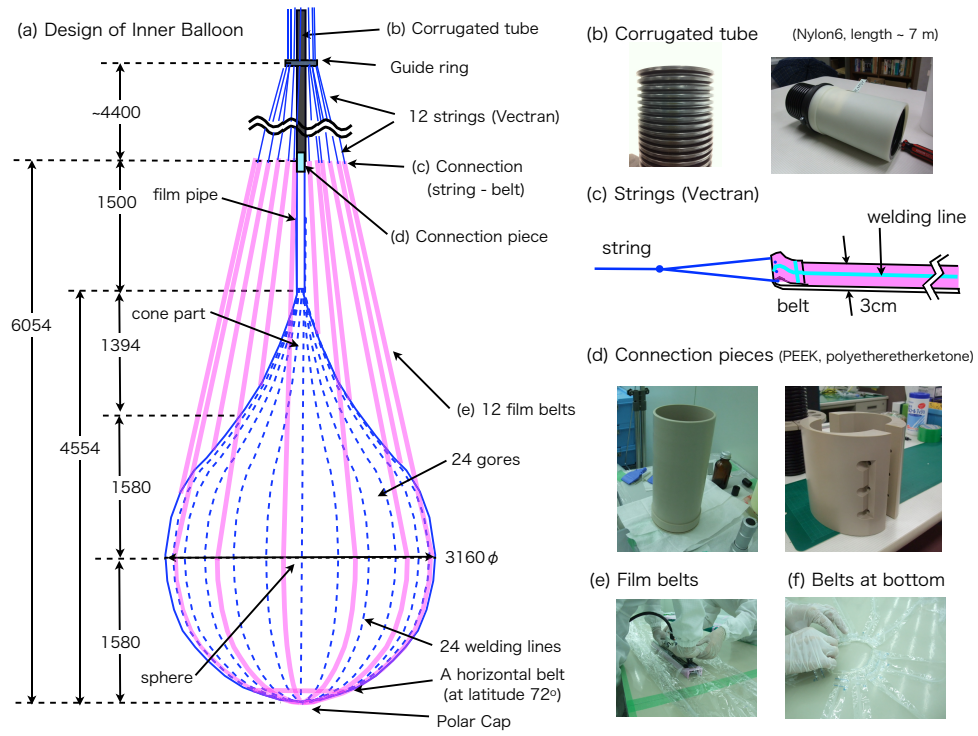 (a) Design of Inner Balloon
(b) Corrugated tube
Guide ring
~4400
12 strings (Vectran)
(c) Connection
(string - belt)
1500
film pipe
(d) Connection piece
6054
cone part
1394
(e) 12 film belts
4554
24 gores
1580
3160φ
1580
24 welding lines
sphere
A horizontal belt
(at latitude 72º)
Polar Cap
(b) Corrugated tube
(Nylon6, length ~ 7 m)
(c) Strings (Vectran)
welding line
string
belt
3cm
(d) Connection pieces (PEEK, polyetheretherketone)
(e) Film belts
(f) Belts at bottom